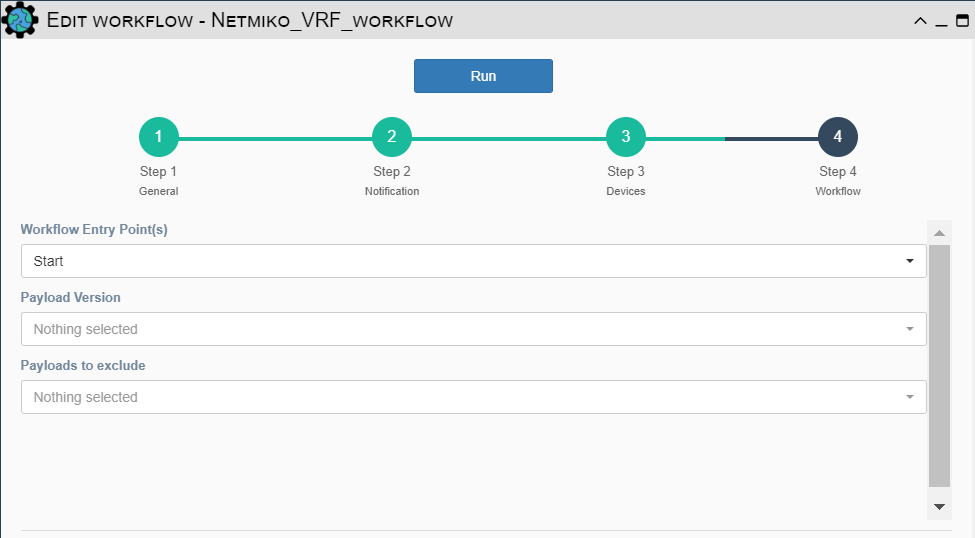 Edit workflow - Netmiko_VRF_workflow
Run
1 2 3 4
Step 1 Step 2 Step 3 Step 4
General Notification Devices Workflow
Workflow Entry Point(s)
Start
Payload Version
Nothing selected
Payloads to exclude
Nothing selected